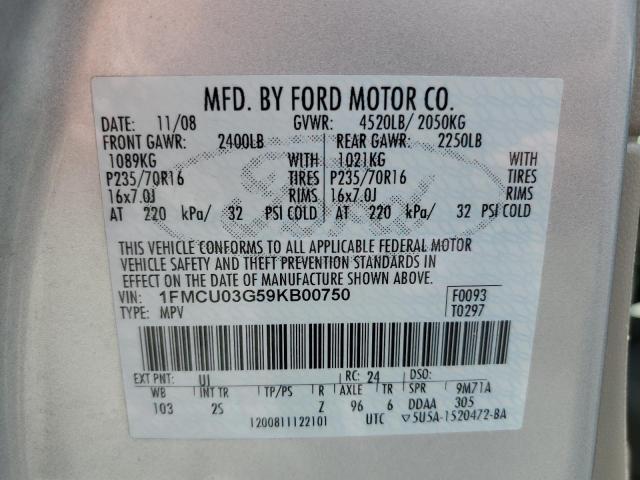 MFD. BY FORD MOTOR CO.
DATE: 11/08 GVWR: 4520LB/ 2050KG
FRONT GAWR: 2400LB REAR GAWR: 2250LB
1089KG WITH 1021KG WITH
P235/70R16 TIRES P235/70R16 TIRES
16x7.0J RIMS 16x7.0J RIMS
AT 220 kPa/ 32 PSI COLD AT 220 kPa/ 32 PSI COLD
THIS VEHICLE CONFORMS TO ALL APPLICABLE FEDERAL MOTOR
VEHICLE SAFETY AND THEFT PREVENTION STANDARDS IN
EFFECT ON THE DATE OF MANUFACTURE SHOWN ABOVE.
VIN: 1FMCU03G59KB00750 F0093
TYPE: MPV T0297
EXT PNT: UJ RC: 24 DSO:
WB INT TR TP/PS R AXLE TR SPR 9M71A
103 2S Z 96 6 DDAA 305
1200811122101 UTC ▽5U5A-1520472-BA